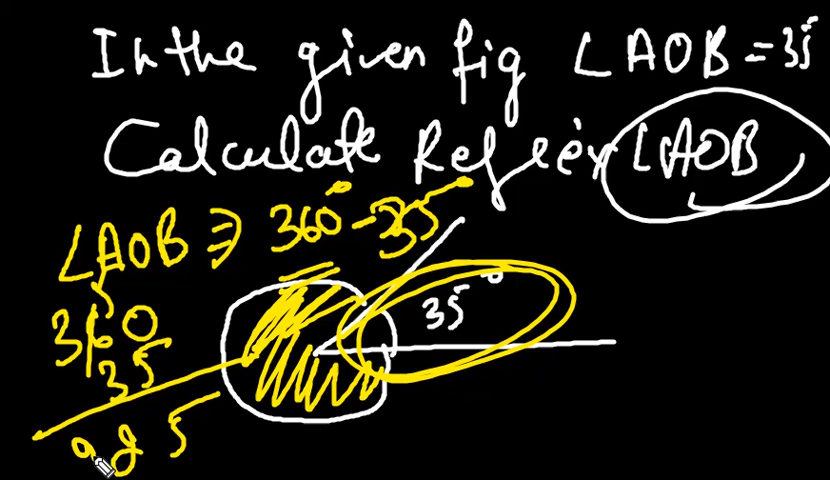 In the given fig ∠AOB = 35°
Calculate Reflex ∠AOB
∠AOB ⇒ 360° - 35°
35°
360
35